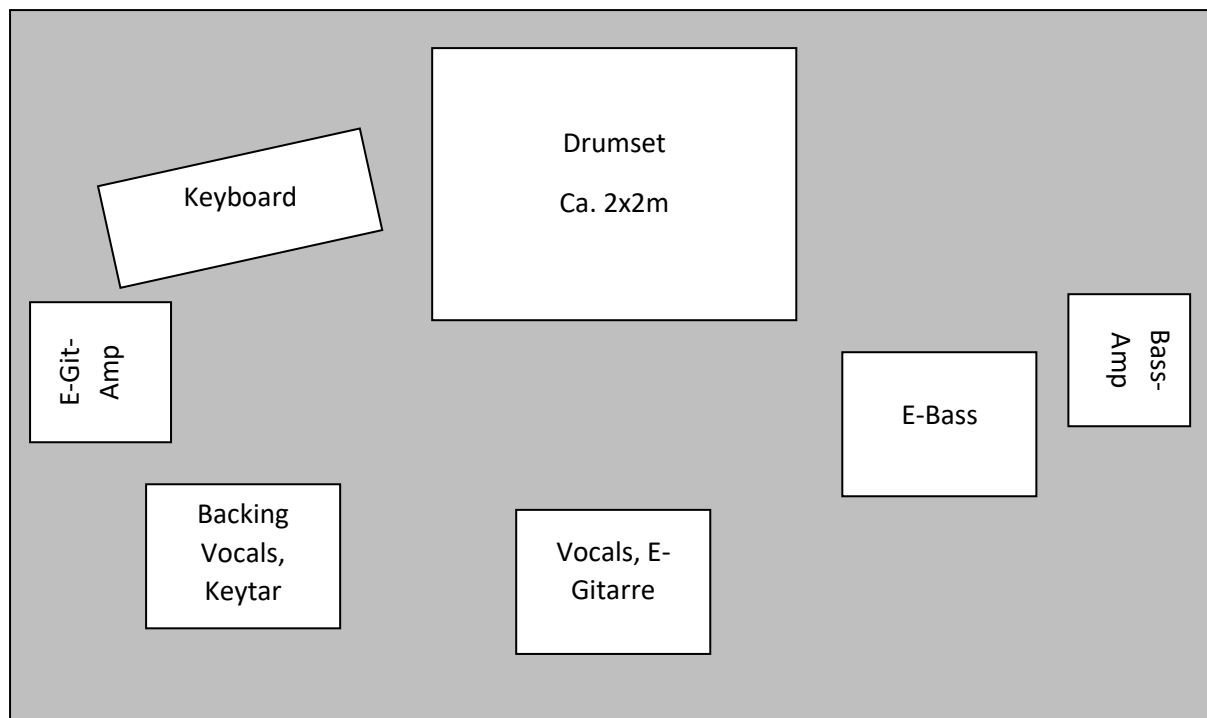 Drumset
Ca. 2x2m
Keyboard
E-Git-
Amp
Bass-
Amp
E-Bass
Backing
Vocals,
Keytar
Vocals, E-
Gitarre